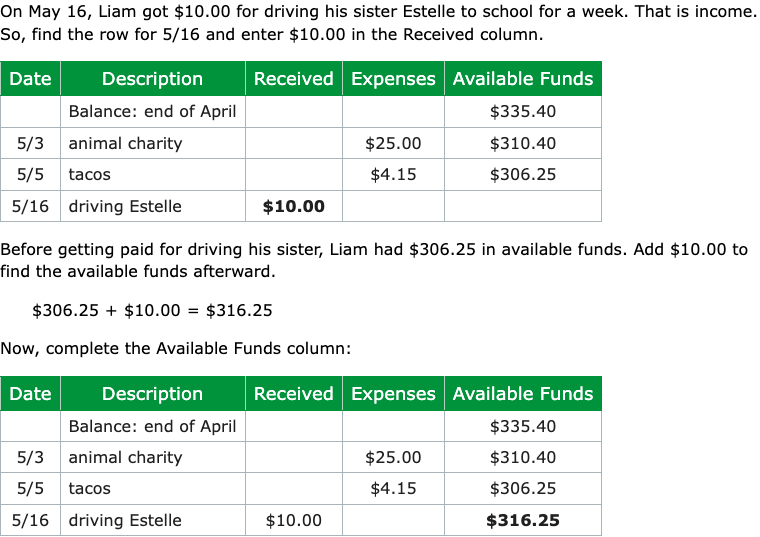 On May 16, Liam got $10.00 for driving his sister Estelle to school for a week. That is income.
So, find the row for 5/16 and enter $10.00 in the Received column.
Date Description Received Expenses Available Funds
Balance: end of April $335.40
5/3 animal charity $25.00 $310.40
5/5 tacos $4.15 $306.25
5/16 driving Estelle $10.00
Before getting paid for driving his sister, Liam had $306.25 in available funds. Add $10.00 to
find the available funds afterward.
$306.25 + $10.00 = $316.25
Now, complete the Available Funds column:
Date Description Received Expenses Available Funds
Balance: end of April $335.40
5/3 animal charity $25.00 $310.40
5/5 tacos $4.15 $306.25
5/16 driving Estelle $10.00 $316.25